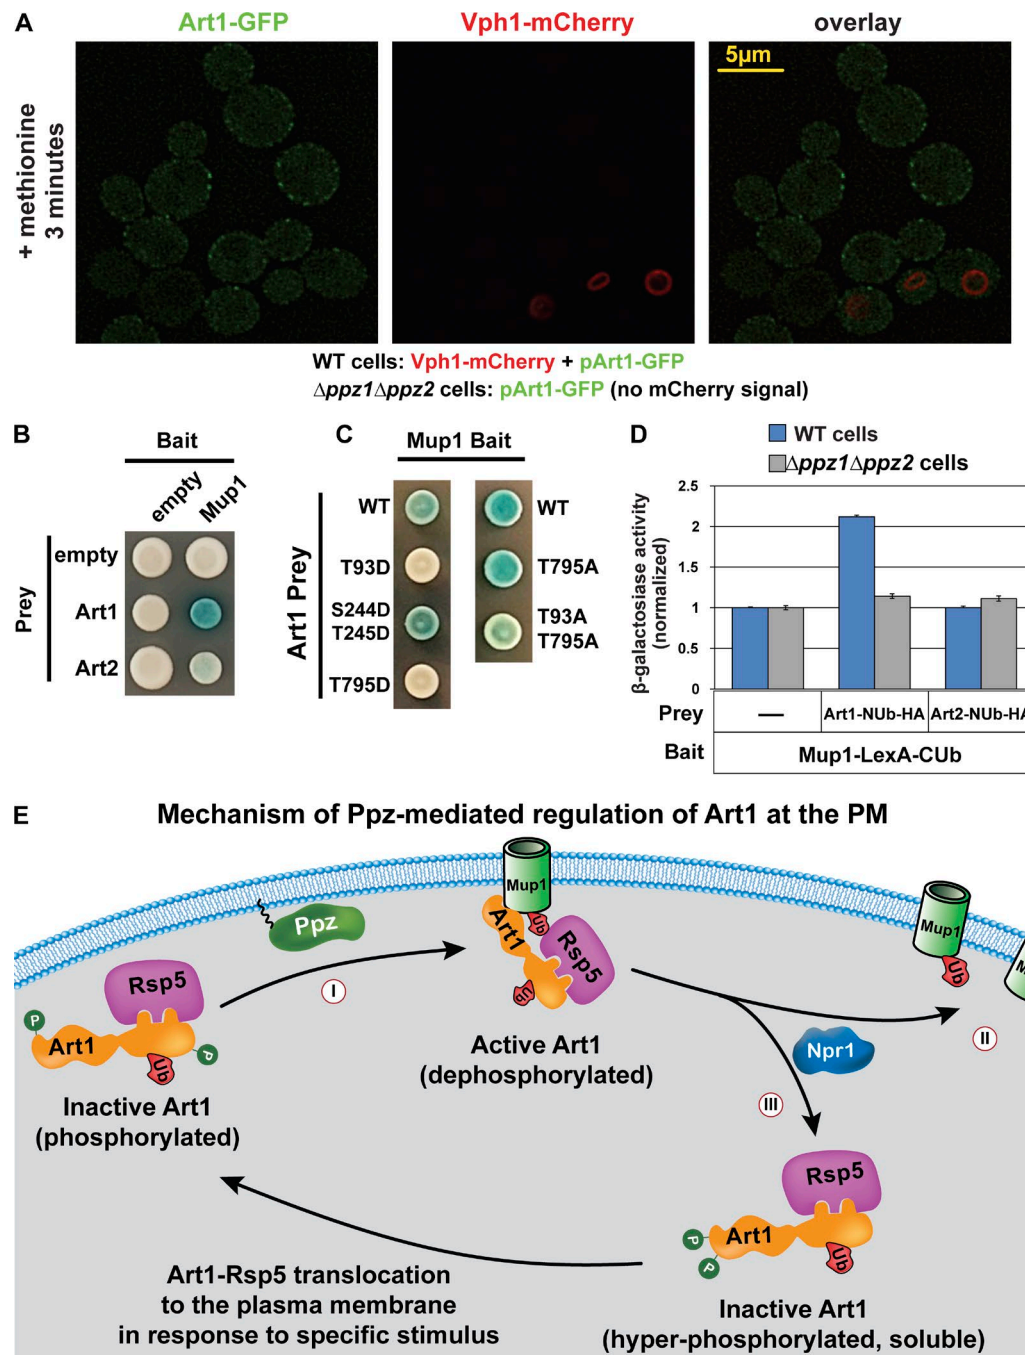 A
Art1-GFP
Vph1-mCherry
overlay
+ methionine
3 minutes
5µm
WT cells: Vph1-mCherry + pArt1-GFP
Δppz1Δppz2 cells: pArt1-GFP (no mCherry signal)
B
Bait
empty
Mup1
Prey
empty
Art1
Art2
C
Mup1 Bait
Art1 Prey
WT
T93D
S244D
T245D
T795D
WT
T795A
T93A
T795A
D
WT cells
Δppz1Δppz2 cells
β-galactosiase activity
(normalized)
2.5
2
1.5
1
0.5
0
Prey
—
Art1-NUb-HA
Art2-NUb-HA
Bait
Mup1-LexA-CUb
E
Mechanism of Ppz-mediated regulation of Art1 at the PM
Mup1
Ppz
Art1
Ub
Rsp5
Ub
Mup1
Ub
M
Rsp5
P
Art1
P
Ub
I
Inactive Art1
(phosphorylated)
Active Art1
(dephosphorylated)
Npr1
II
III
Rsp5
P
P
Art1
Ub
Art1-Rsp5 translocation
to the plasma membrane
in response to specific stimulus
Inactive Art1
(hyper-phosphorylated, soluble)